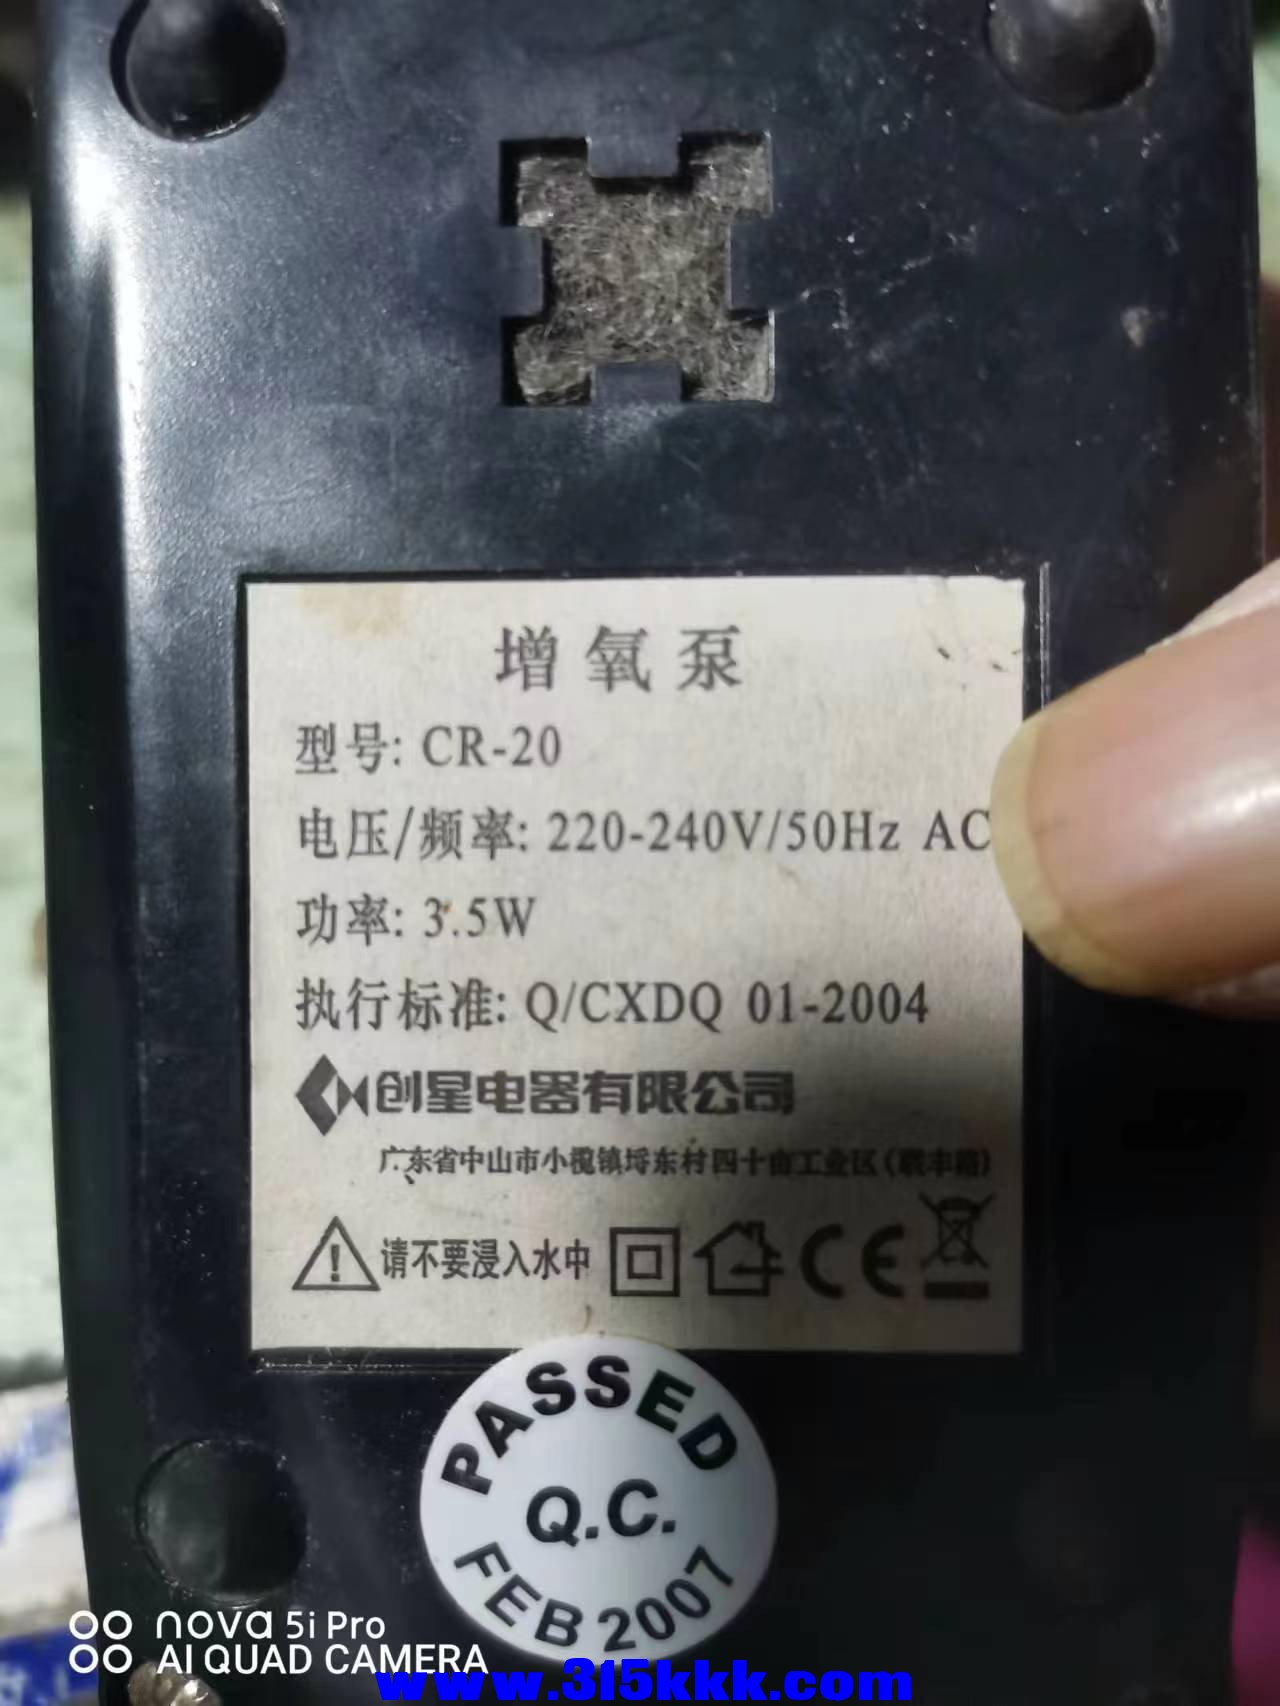 增氧泵
型号: CR-20
电压/频率: 220-240V/50Hz AC
功率: 3.5W
执行标准: Q/CXDQ 01-2004
创星电器有限公司
广东省中山市小榄镇埒东村四十亩工业区(联丰路)
请不要浸入水中
CE
PASSED
Q.C.
FEB 2007
nova 5i Pro
AI QUAD CAMERA
www.315kkk.com